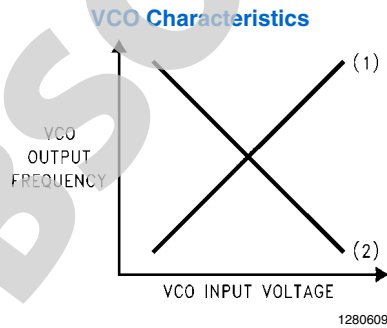 VCO Characteristics
(1)
VCO
OUTPUT
FREQUENCY
(2)
VCO INPUT VOLTAGE
1280609